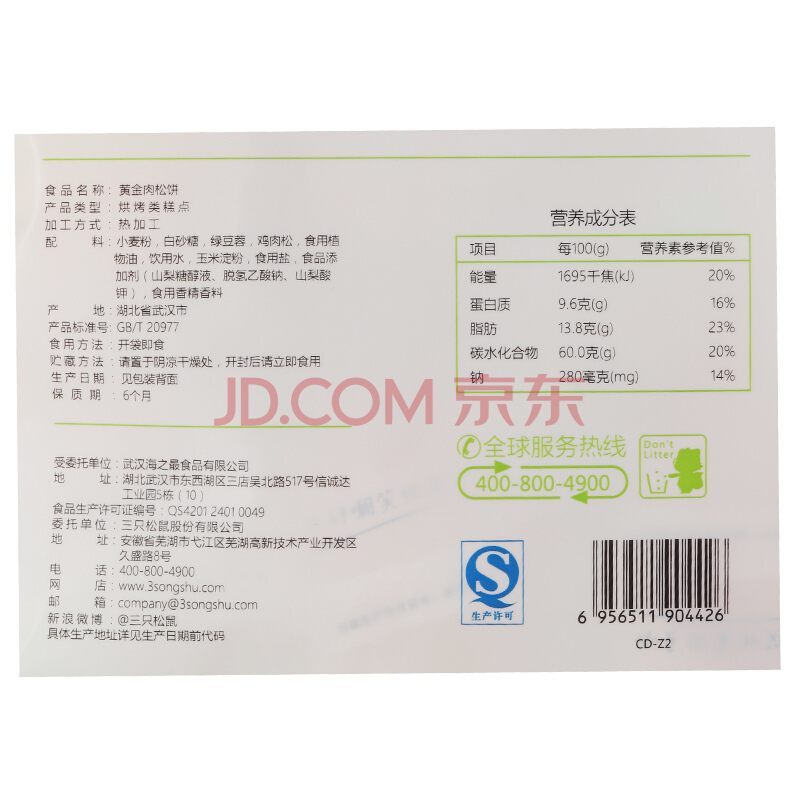 食品名称：黄金肉松饼
产品类型：烘烤类糕点
加工方式：热加工
配　　料：小麦粉，白砂糖，绿豆蓉，鸡肉松，食用植
物油，饮用水，玉米淀粉，食用盐，食品添
加剂（山梨糖醇液、脱氢乙酸钠、山梨酸
钾），食用香精香料
产　　地：湖北省武汉市
产品标准号：GB/T 20977
食用方法：开袋即食
贮藏方法：请置于阴凉干燥处，开封后请立即食用
生产日期：见包装背面
保 质 期：6个月
营养成分表
项目 每100(g) 营养素参考值%
能量 1695千焦(kJ) 20%
蛋白质 9.6克(g) 16%
脂肪 13.8克(g) 23%
碳水化合物 60.0克(g) 20%
钠 280毫克(mg) 14%
JD.COM 京东
受委托单位：武汉海之最食品有限公司
地　　址：湖北武汉市东西湖区三店吴北路517号信诚达
工业园5栋（10）
食品生产许可证编号：QS4201 2401 0049
委托单位：三只松鼠股份有限公司
地　　址：安徽省芜湖市弋江区芜湖高新技术产业开发区
久盛路8号
电　　话：400-800-4900
网　　店：www.3songshu.com
邮　　箱：company@3songshu.com
新浪微博：@三只松鼠
具体生产地址详见生产日期前代码
全球服务热线
400-800-4900
Don't
Litter
生产许可
6 956511 904426
CD-Z2